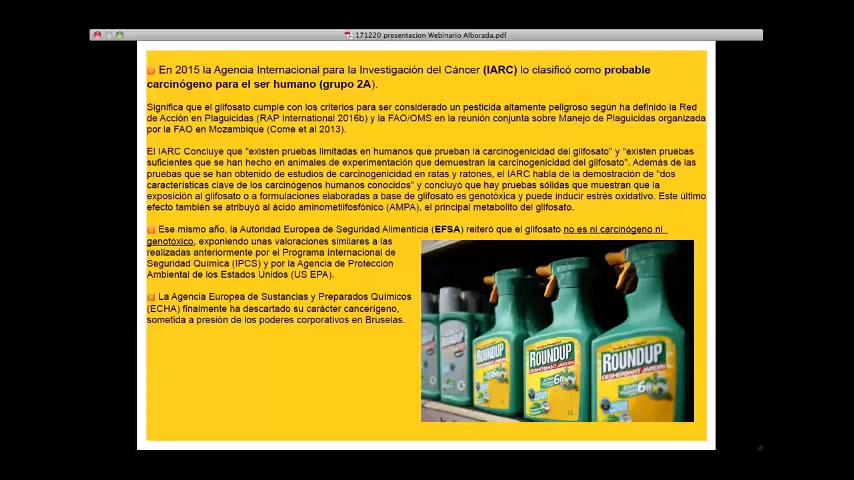 171220 presentacion Webinario Alborada.pdf
En 2015 la Agencia Internacional para la Investigación del Cáncer (IARC) lo clasificó como probable
carcinógeno para el ser humano (grupo 2A).
Significa que el glifosato cumple con los criterios para ser considerado un pesticida altamente peligroso según ha definido la Red
de Acción en Plaguicidas (RAP International 2016b) y la FAO/OMS en la reunión conjunta sobre Manejo de Plaguicidas organizada
por la FAO en Mozambique (Come et al 2013).
El IARC Concluye que "existen pruebas limitadas en humanos que prueban la carcinogenicidad del glifosato" y "existen pruebas
suficientes que se han hecho en animales de experimentación que demuestran la carcinogenicidad del glifosato". Además de las
pruebas que se han obtenido de estudios de carcinogenicidad en ratas y ratones, el IARC habla de la demostración de "dos
características clave de los carcinógenos humanos conocidos" y concluyó que hay pruebas sólidas que muestran que la
exposición al glifosato o a formulaciones elaboradas a base de glifosato es genotóxica y puede inducir estrés oxidativo. Este último
efecto también se atribuyó al ácido aminometilfosfónico (AMPA), el principal metabolito del glifosato.
Ese mismo año, la Autoridad Europea de Seguridad Alimenticia (EFSA) reiteró que el glifosato no es ni carcinógeno ni
genotóxico, exponiendo unas valoraciones similares a las
realizadas anteriormente por el Programa Internacional de
Seguridad Química (IPCS) y por la Agencia de Protección
Ambiental de los Estados Unidos (US EPA).
La Agencia Europea de Sustancias y Preparados Químicos
(ECHA) finalmente ha descartado su carácter cancerígeno,
sometida a presión de los poderes corporativos en Bruselas.
ROUNDUP
DESHERBANT JARDIN
ROUNDUP
DESHERBANT JARDIN
ROUNDUP
DESHERBANT JARDIN